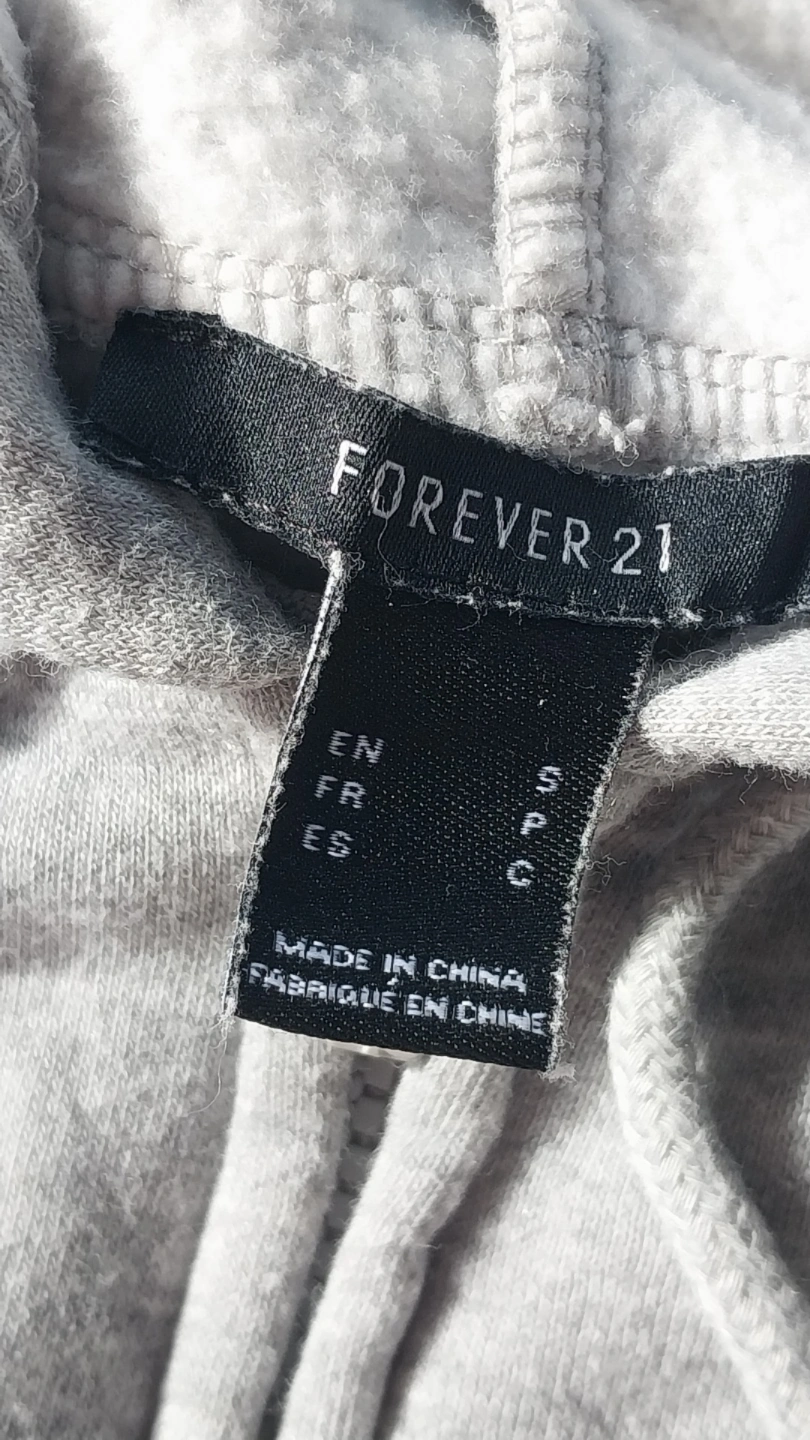 FOREVER 21
EN S
FR P
ES C
MADE IN CHINA
FABRIQUÉ EN CHINE